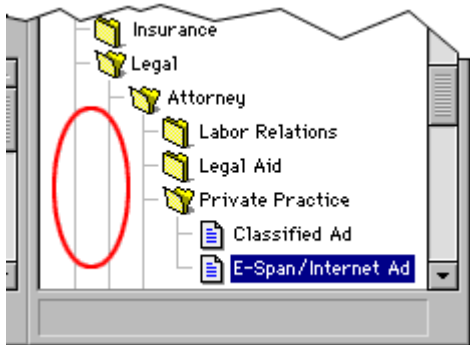 Insurance
Legal
Attorney
Labor Relations
Legal Aid
Private Practice
Classified Ad
E-Span/Internet Ad